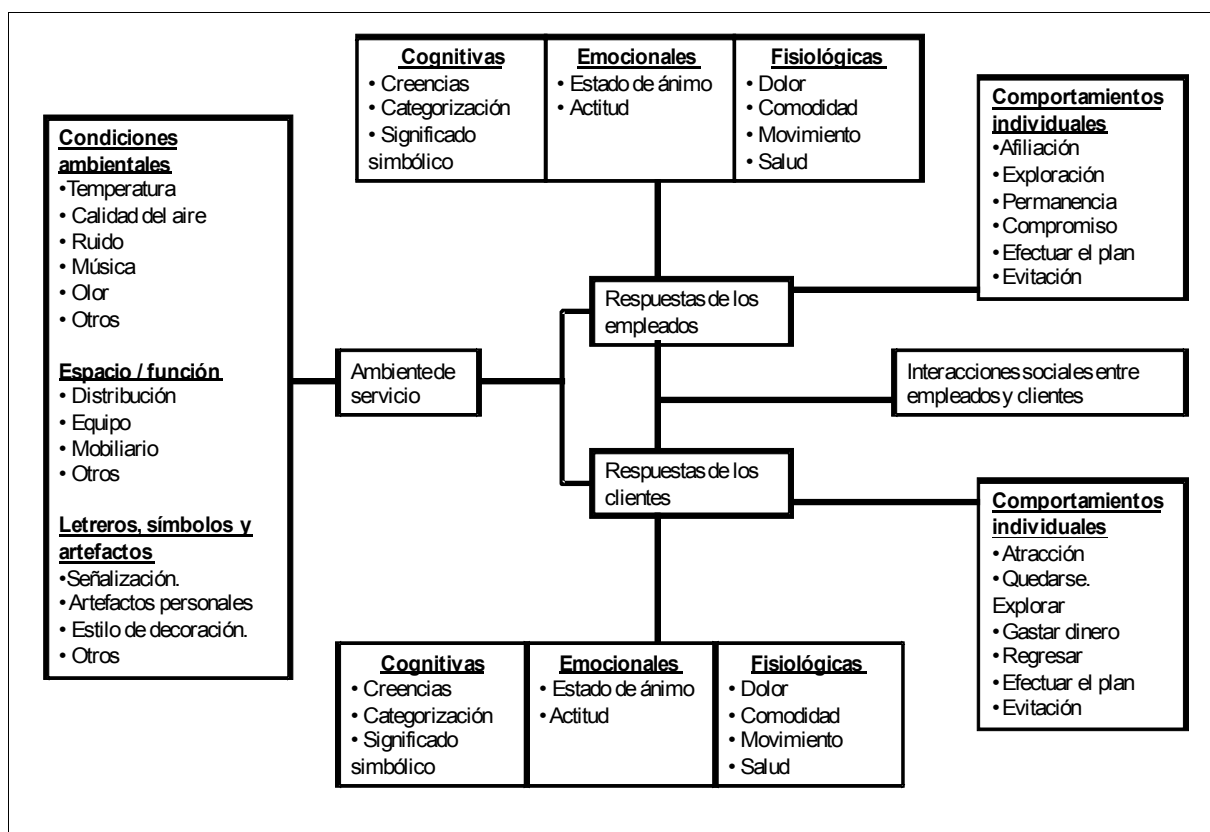 Cognitivas
• Creencias
• Categorización
• Significado
simbólico
Emocionales
• Estado de ánimo
• Actitud
Fisiológicas
• Dolor
• Comodidad
• Movimiento
• Salud
Condiciones
ambientales
•Temperatura
• Calidad del aire
• Ruido
• Música
• Olor
• Otros
Espacio / función
• Distribución
• Equipo
• Mobiliario
• Otros
Letreros, símbolos y
artefactos
•Señalización.
•Artefactos personales
• Estilo de decoración.
• Otros
Ambiente de
servicio
Respuestas de los
empleados
Respuestas de los
clientes
Comportamientos
individuales
•Afiliación
• Exploración
• Permanencia
• Compromiso
• Efectuar el plan
• Evitación
Interacciones sociales entre
empleados y clientes
Comportamientos
individuales
• Atracción
• Quedarse.
Explorar
• Gastar dinero
• Regresar
• Efectuar el plan
• Evitación
Cognitivas
• Creencias
• Categorización
• Significado
simbólico
Emocionales
• Estado de ánimo
• Actitud
Fisiológicas
• Dolor
• Comodidad
• Movimiento
• Salud